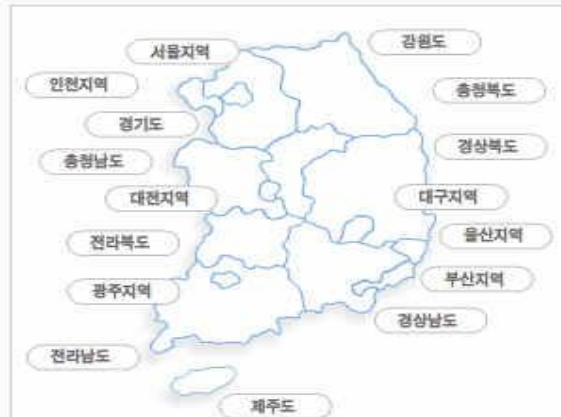 서울지역
강원도
인천지역
충청북도
경기도
경상북도
충청남도
대전지역
대구지역
울산지역
전라북도
부산지역
광주지역
경상남도
전라남도
제주도